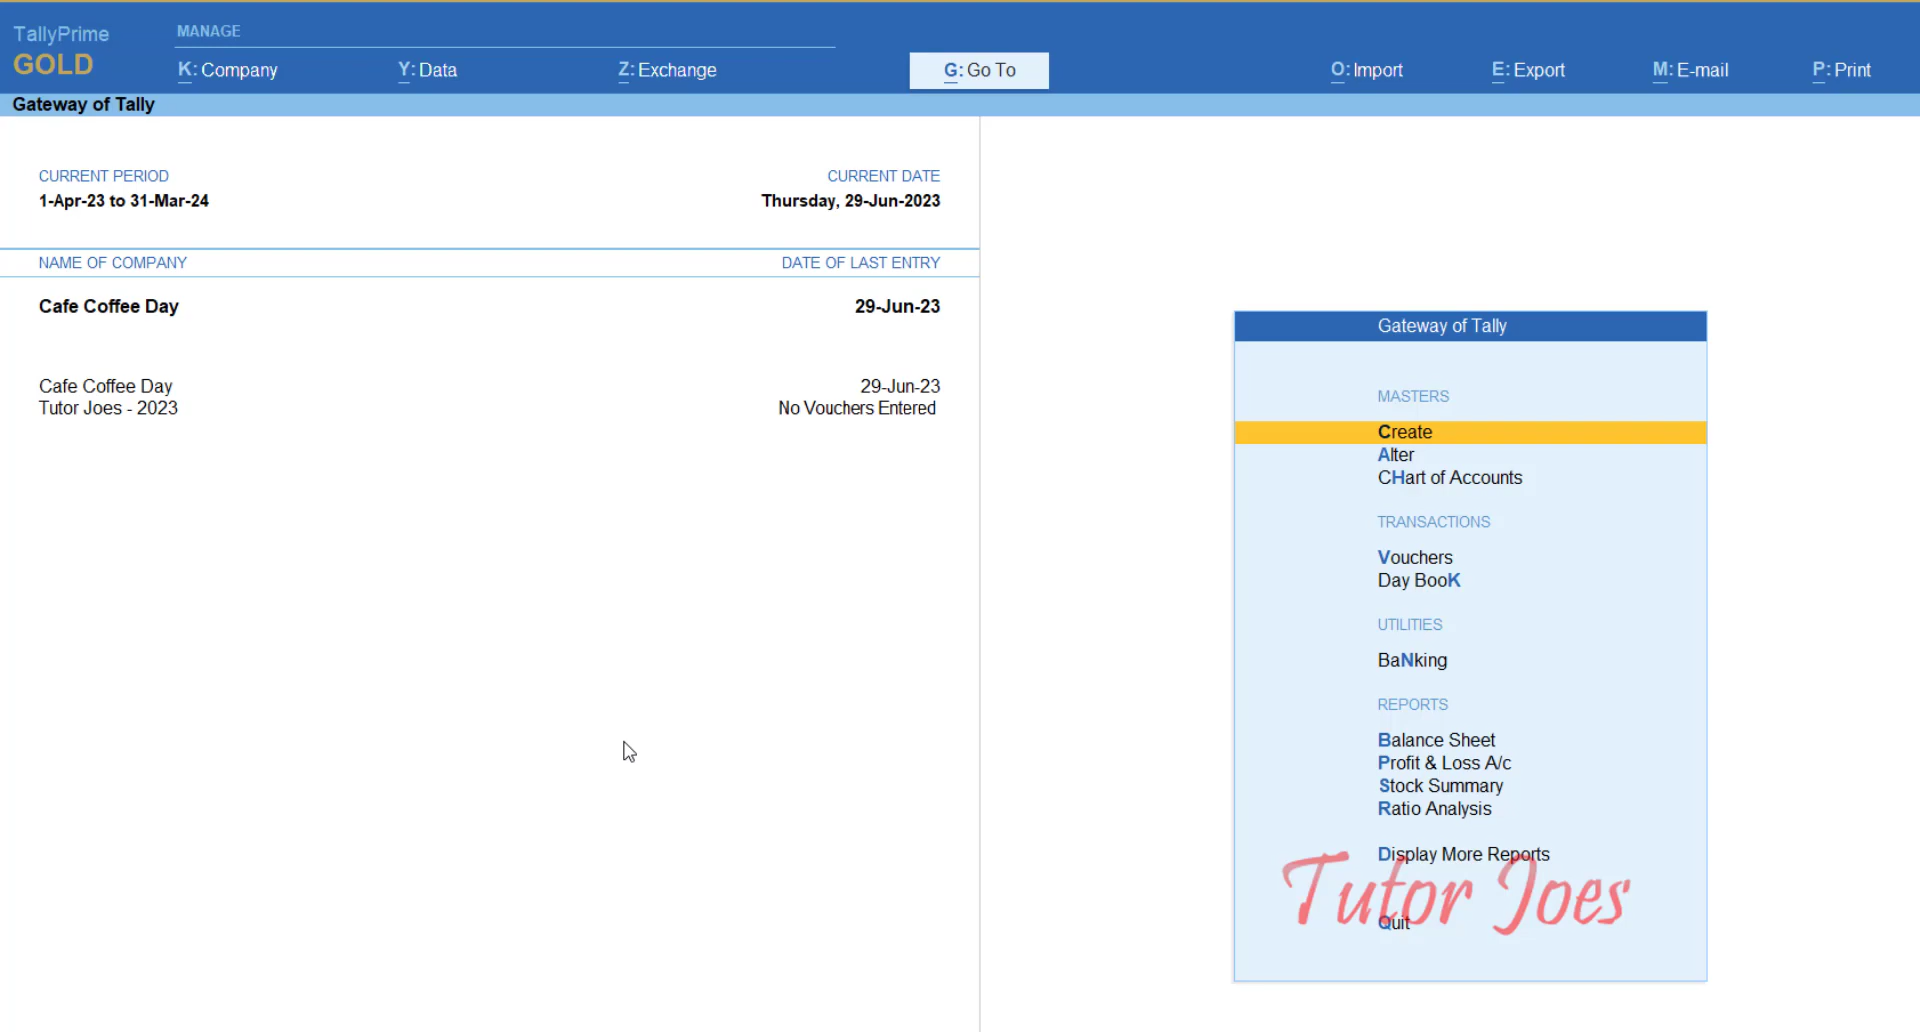 TallyPrime
GOLD
MANAGE
K: Company
Y: Data
Z: Exchange
G: Go To
O: Import
E: Export
M: E-mail
P: Print
Gateway of Tally
CURRENT PERIOD
1-Apr-23 to 31-Mar-24
CURRENT DATE
Thursday, 29-Jun-2023
NAME OF COMPANY
DATE OF LAST ENTRY
Cafe Coffee Day 29-Jun-23
Cafe Coffee Day 29-Jun-23
Tutor Joes - 2023 No Vouchers Entered
Gateway of Tally
MASTERS
Create
Alter
CHart of Accounts
TRANSACTIONS
Vouchers
Day BooK
UTILITIES
BaNking
REPORTS
Balance Sheet
Profit & Loss A/c
Stock Summary
Ratio Analysis
Display More Reports
Tutor Joes
Quit